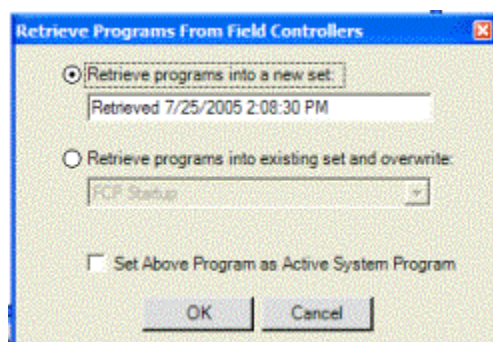 Retrieve Programs From Field Controllers
Retrieve programs into a new set:
Retrieved 7/25/2005 2:08:30 PM
Retrieve programs into existing set and overwrite:
FCP Startup
Set Above Program as Active System Program
OK Cancel